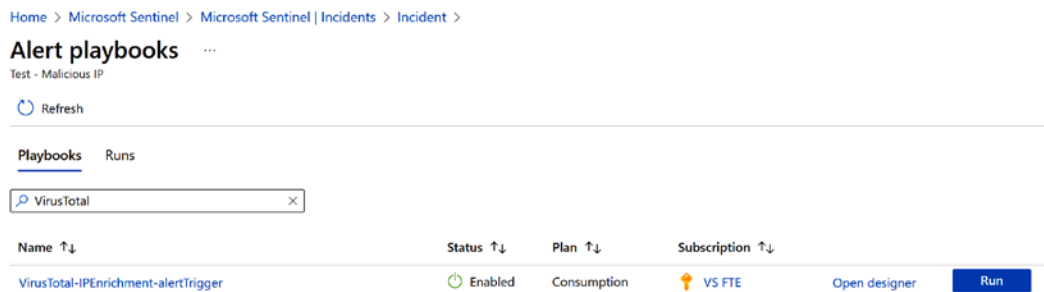 Home > Microsoft Sentinel > Microsoft Sentinel | Incidents > Incident >
Alert playbooks ...
Test - Malicious IP
Refresh
Playbooks Runs
VirusTotal ×
Name ↑↓ Status ↑↓ Plan ↑↓ Subscription ↑↓
VirusTotal-IPEnrichment-alertTrigger Enabled Consumption VS FTE Open designer Run